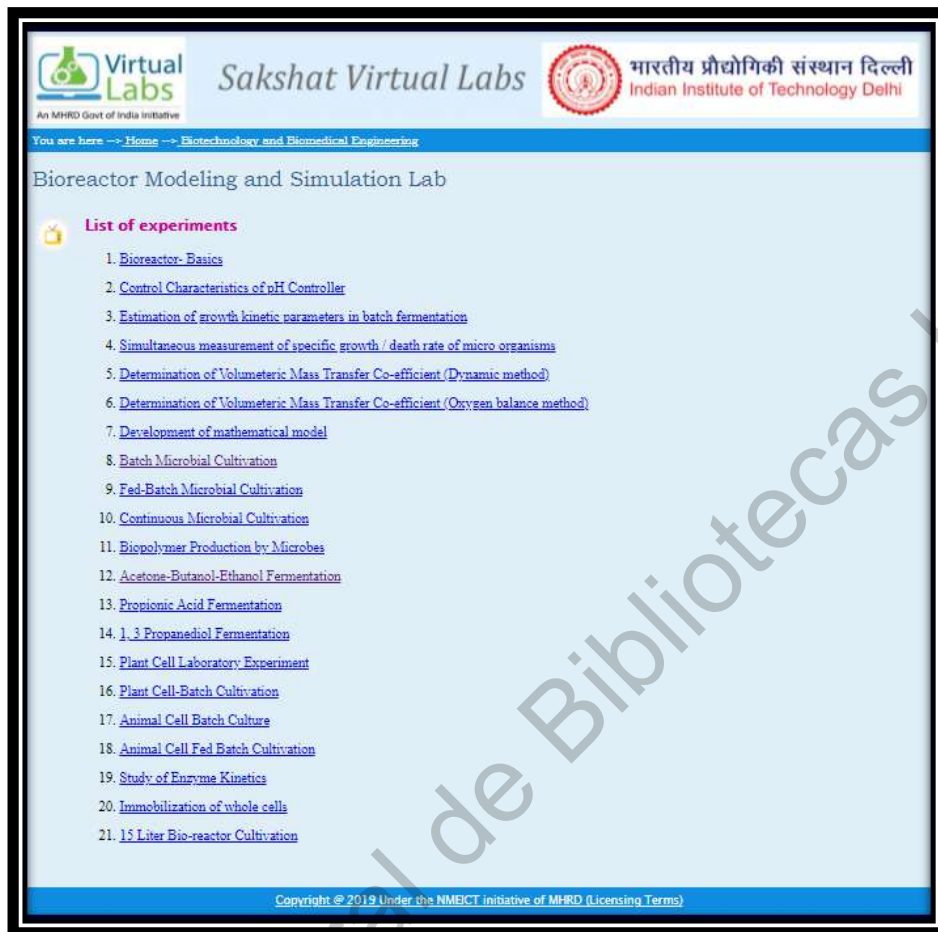 Virtual
Labs
An MHRD Govt of India Initiative
Sakshat Virtual Labs
भारतीय प्रौद्योगिकी संस्थान दिल्ली
Indian Institute of Technology Delhi
You are here --> Home --> Biotechnology and Biomedical Engineering
Bioreactor Modeling and Simulation Lab
List of experiments
1. Bioreactor- Basics
2. Control Characteristics of pH Controller
3. Estimation of growth kinetic parameters in batch fermentation
4. Simultaneous measurement of specific growth / death rate of micro organisms
5. Determination of Volumeteric Mass Transfer Co-efficient (Dynamic method)
6. Determination of Volumeteric Mass Transfer Co-efficient (Oxygen balance method)
7. Development of mathematical model
8. Batch Microbial Cultivation
9. Fed-Batch Microbial Cultivation
10. Continuous Microbial Cultivation
11. Biopolymer Production by Microbes
12. Acetone-Butanol-Ethanol Fermentation
13. Propionic Acid Fermentation
14. 1, 3 Propanediol Fermentation
15. Plant Cell Laboratory Experiment
16. Plant Cell-Batch Cultivation
17. Animal Cell Batch Culture
18. Animal Cell Fed Batch Cultivation
19. Study of Enzyme Kinetics
20. Immobilization of whole cells
21. 15 Liter Bio-reactor Cultivation
Copyright @ 2019 Under the NMEICT initiative of MHRD (Licensing Terms)
de Bibliotecas